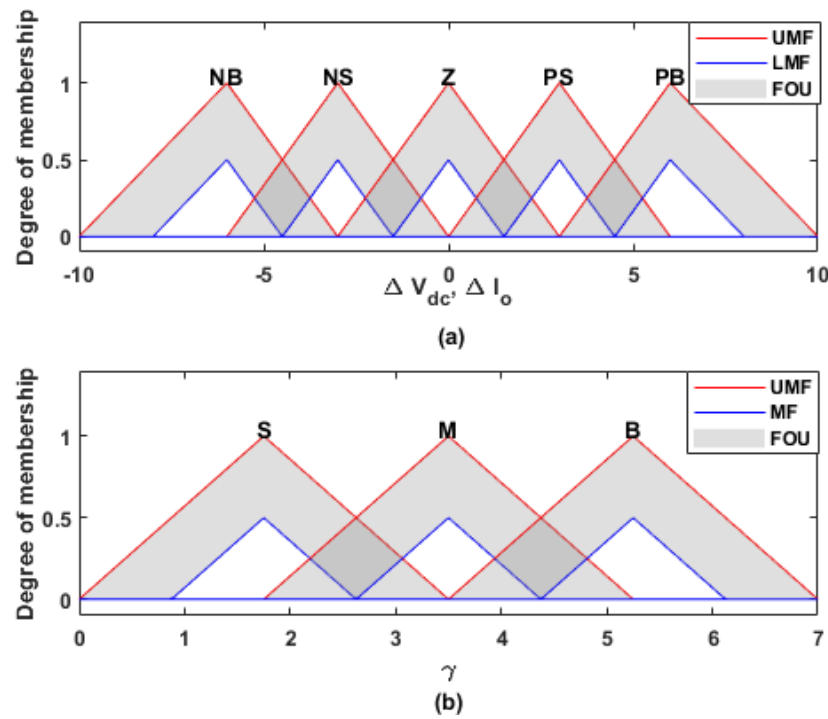 Degree of membership
1
0.5
0
NB NS Z PS PB
UMF
LMF
FOU
-10 -5 0 5 10
Δ V_dc, Δ I_o
(a)
Degree of membership
1
0.5
0
S M B
UMF
MF
FOU
0 1 2 3 4 5 6 7
γ
(b)